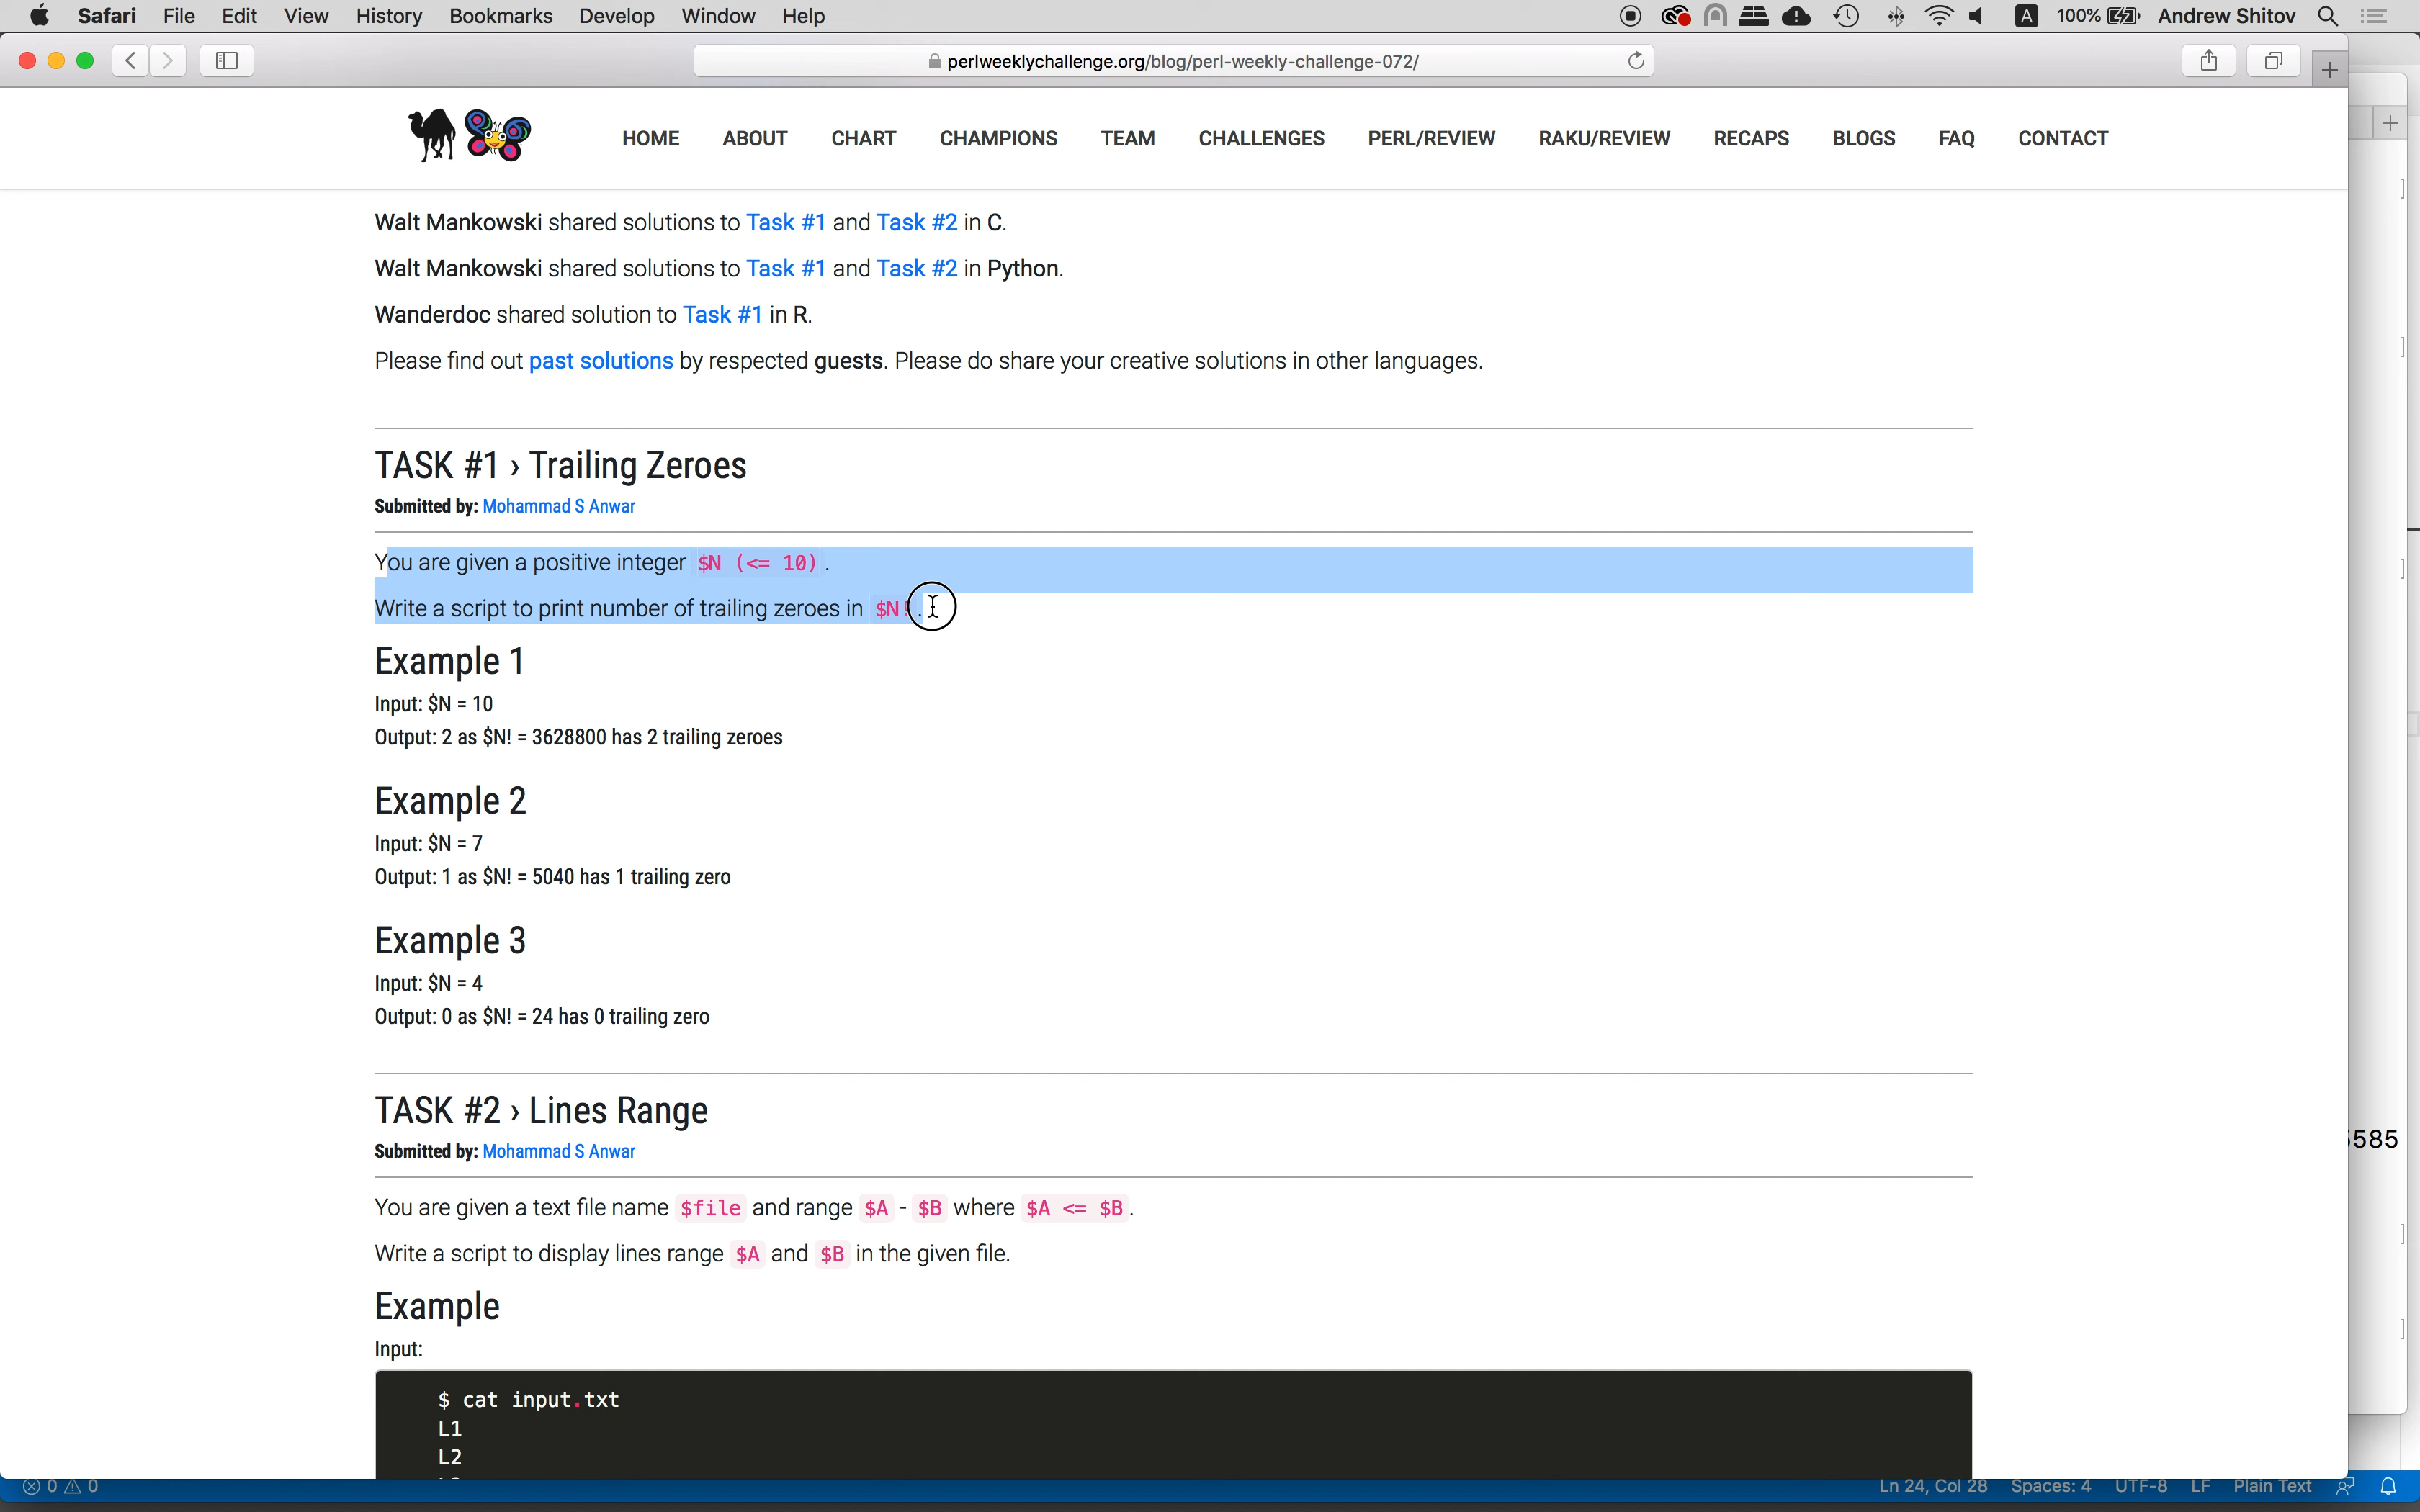 Safari File Edit View History Bookmarks Develop Window Help A 100% Andrew Shitov
perlweeklychallenge.org/blog/perl-weekly-challenge-072/
HOME ABOUT CHART CHAMPIONS TEAM CHALLENGES PERL/REVIEW RAKU/REVIEW RECAPS BLOGS FAQ CONTACT
Walt Mankowski shared solutions to Task #1 and Task #2 in C.
Walt Mankowski shared solutions to Task #1 and Task #2 in Python.
Wanderdoc shared solution to Task #1 in R.
Please find out past solutions by respected guests. Please do share your creative solutions in other languages.
TASK #1 › Trailing Zeroes
Submitted by: Mohammad S Anwar
You are given a positive integer $N (<= 10).
Write a script to print number of trailing zeroes in $N!.
Example 1
Input: $N = 10
Output: 2 as $N! = 3628800 has 2 trailing zeroes
Example 2
Input: $N = 7
Output: 1 as $N! = 5040 has 1 trailing zero
Example 3
Input: $N = 4
Output: 0 as $N! = 24 has 0 trailing zero
TASK #2 › Lines Range
Submitted by: Mohammad S Anwar
You are given a text file name $file and range $A - $B where $A <= $B.
Write a script to display lines range $A and $B in the given file.
Example
Input:
$ cat input.txt
L1
L2
0 0 Ln 24, Col 28 Spaces: 4 UTF-8 LF Plain Text